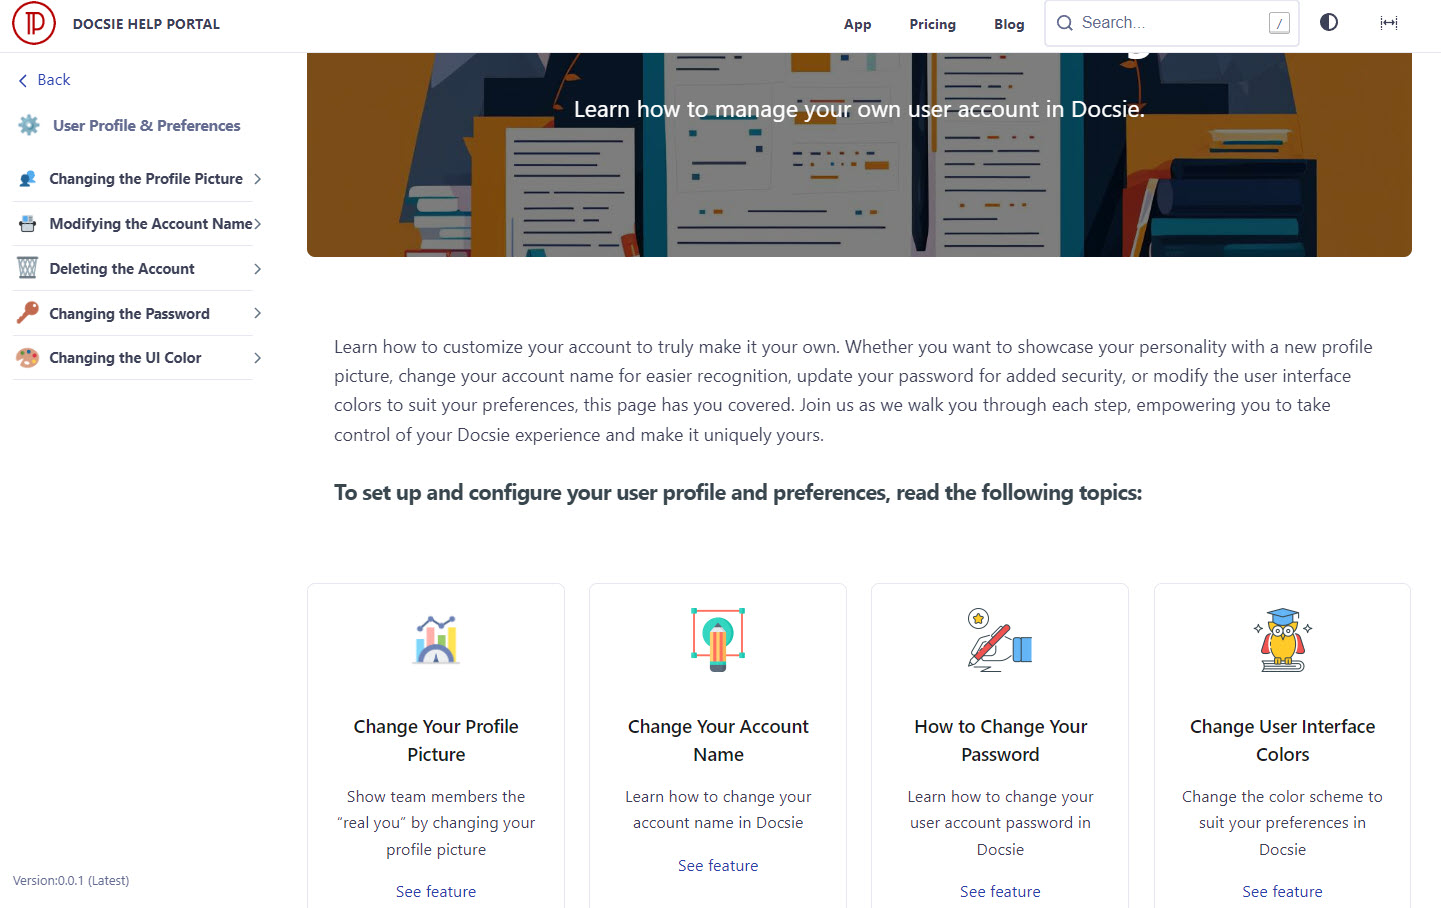 DOCSIE HELP PORTAL
App
Pricing
Blog
Search...
/
Back
User Profile & Preferences
Changing the Profile Picture
Modifying the Account Name
Deleting the Account
Changing the Password
Changing the UI Color
Version:0.0.1 (Latest)
Learn how to manage your own user account in Docsie.
Learn how to customize your account to truly make it your own. Whether you want to showcase your personality with a new profile
picture, change your account name for easier recognition, update your password for added security, or modify the user interface
colors to suit your preferences, this page has you covered. Join us as we walk you through each step, empowering you to take
control of your Docsie experience and make it uniquely yours.
To set up and configure your user profile and preferences, read the following topics:
Change Your Profile
Picture
Show team members the
“real you” by changing your
profile picture
See feature
Change Your Account
Name
Learn how to change your
account name in Docsie
See feature
How to Change Your
Password
Learn how to change your
user account password in
Docsie
See feature
Change User Interface
Colors
Change the color scheme to
suit your preferences in
Docsie
See feature